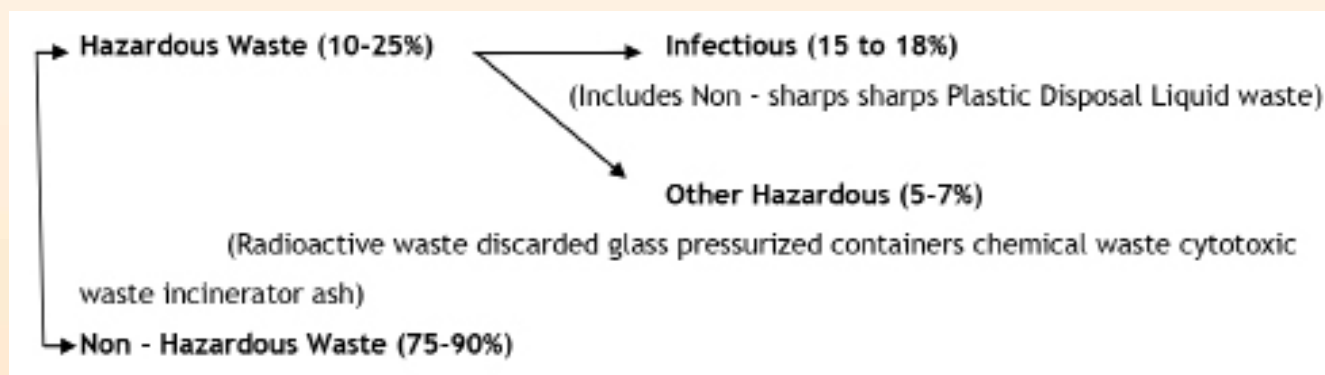 Hazardous Waste (10-25%) Infectious (15 to 18%)
(Includes Non - sharps sharps Plastic Disposal Liquid waste)
Other Hazardous (5-7%)
(Radioactive waste discarded glass pressurized containers chemical waste cytotoxic
waste incinerator ash)
Non - Hazardous Waste (75-90%)